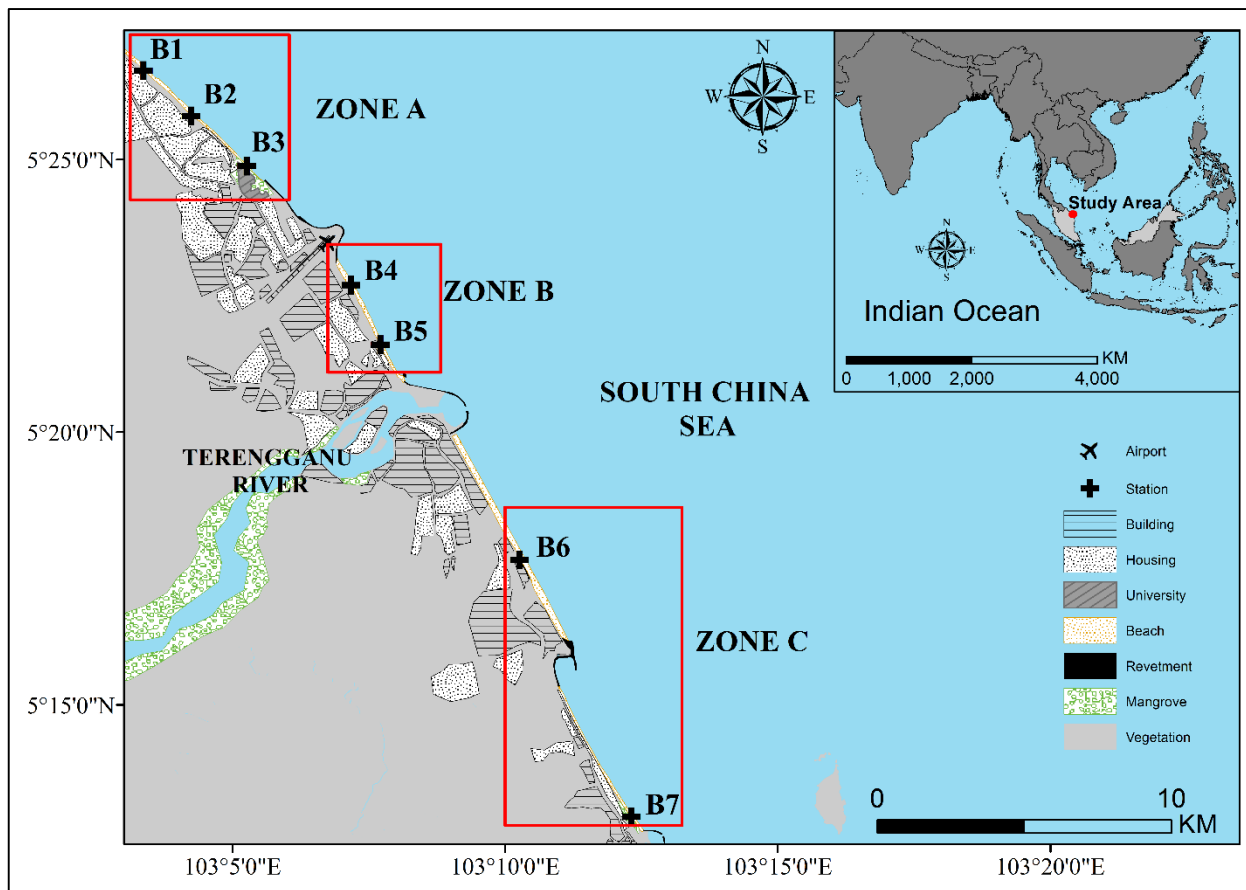 B1
B2
B3
ZONE A
B4
ZONE B
B5
SOUTH CHINA
SEA
TERENGGANU
RIVER
B6
ZONE C
B7
N
W E
S
Study Area
N
W E
S
Indian Ocean
KM
0 1,000 2,000 4,000
Airport
Station
Building
Housing
University
Beach
Revetment
Mangrove
Vegetation
0 10
KM
5°25'0"N
5°20'0"N
5°15'0"N
103°5'0"E 103°10'0"E 103°15'0"E 103°20'0"E